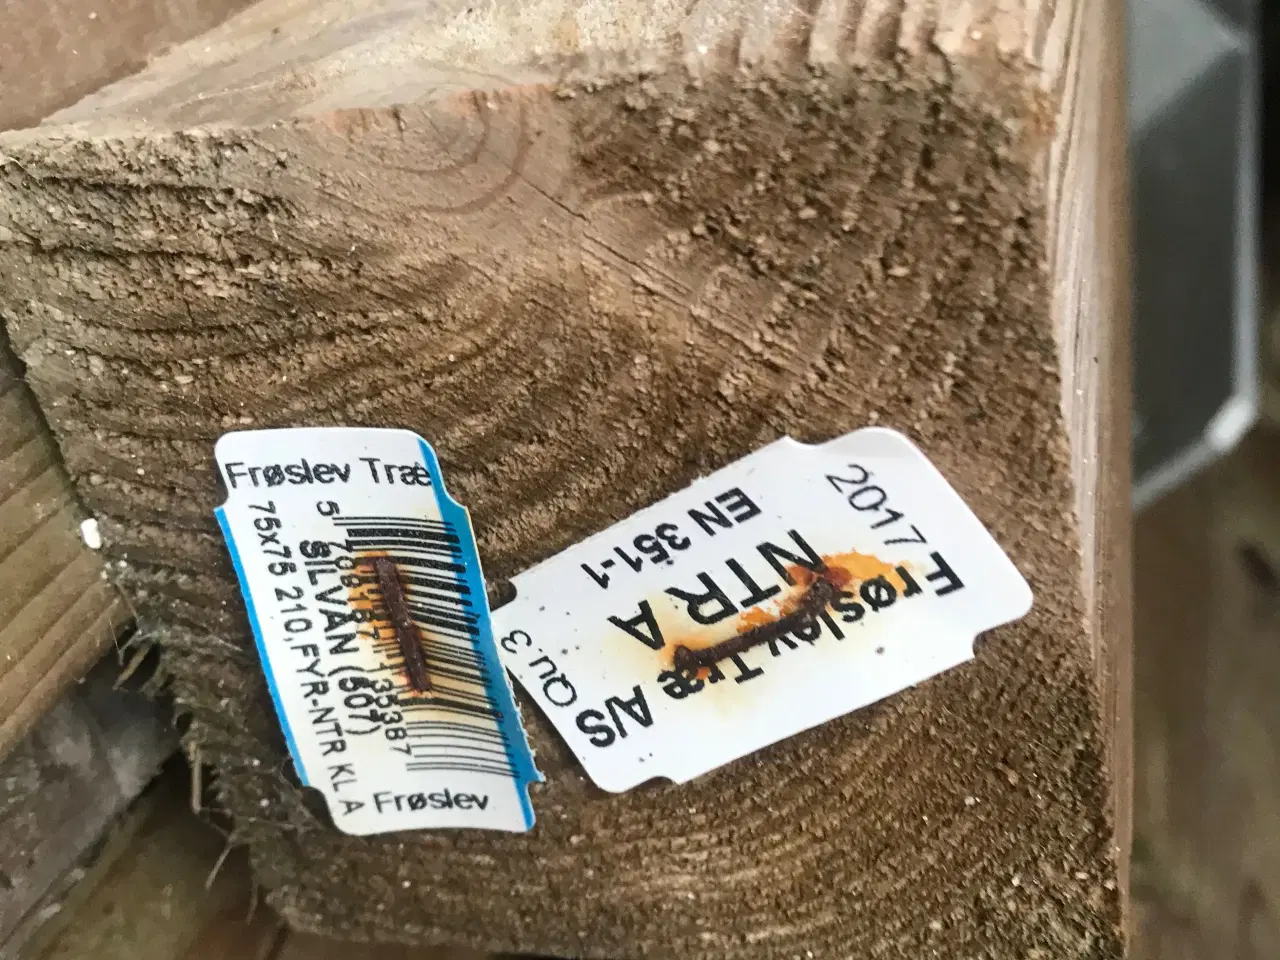 Frøslev Træ
5 708187 135387
SILVAN (507)
75x75 210,FYR-NTR KL A
Frøslev
Frøslev Træ A/S
NTR A
EN 351-1
2017
Qu.3